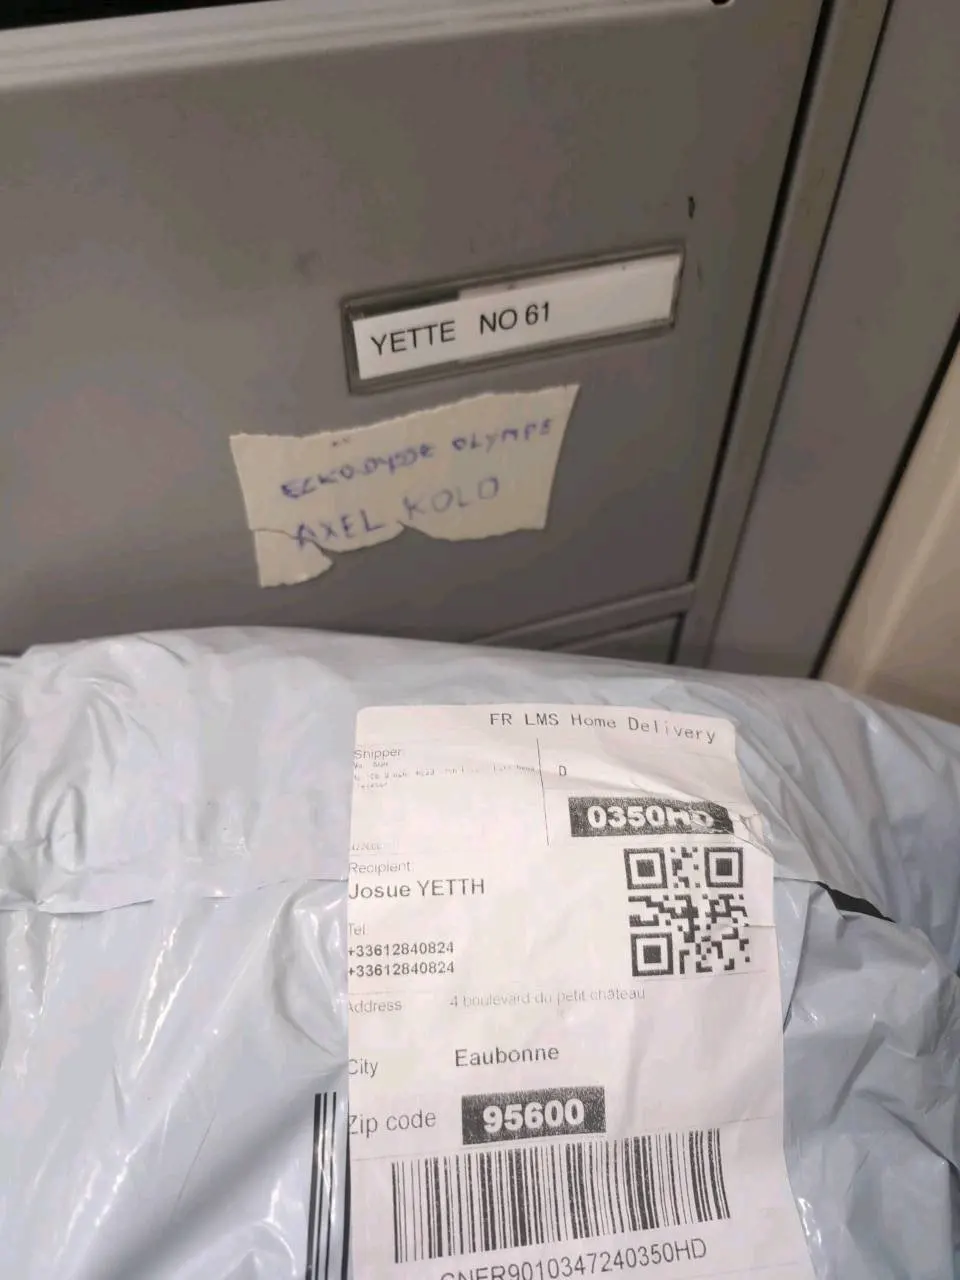 YETTE NO 61
OLYMPE
AXEL KOLO
FR LMS Home Delivery
Shipper
D
0350HD
Recipient
Josue YETTH
Tel
+33612840824
+33612840824
Address 4 boulevard du petit château
City Eaubonne
Zip code 95600
GNFR9010347240350HD